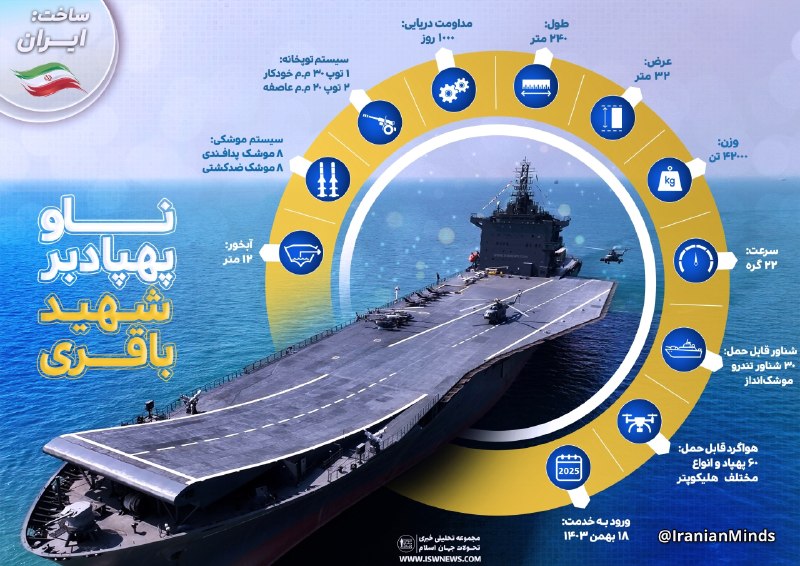 ساخت:
ایران
ناو
پهپادبر
شهید
باقری
طول:
۲۴۰ متر
عرض:
۳۲ متر
وزن:
۴۲۰۰۰ تن
سرعت:
۲۲ گره
شناور قابل حمل:
۳۰ شناور تندرو
موشک‌انداز
هواگرد قابل حمل:
۶۰ پهپاد و انواع
مختلف هلیکوپتر
ورود به خدمت:
۱۸ بهمن ۱۴۰۳
مداومت دریایی:
۱۰۰۰ روز
سیستم توپخانه:
۱ توپ ۳۰ م.م خودکار
۲ توپ ۲۰ م.م عاصفه
سیستم موشکی:
۸ موشک پدافندی
۸ موشک ضدکشتی
آبخور:
۱۲ متر
kg
2025
مجموعه تحلیلی خبری
تحولات جهان اسلام
WWW.ISWNEWS.COM
@IranianMinds